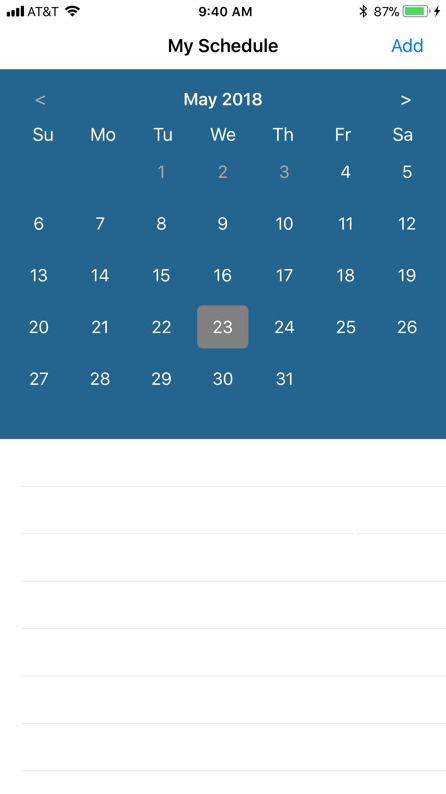 AT&T 9:40 AM 87%
My Schedule Add
< May 2018 >
Su Mo Tu We Th Fr Sa
1 2 3 4 5
6 7 8 9 10 11 12
13 14 15 16 17 18 19
20 21 22 23 24 25 26
27 28 29 30 31